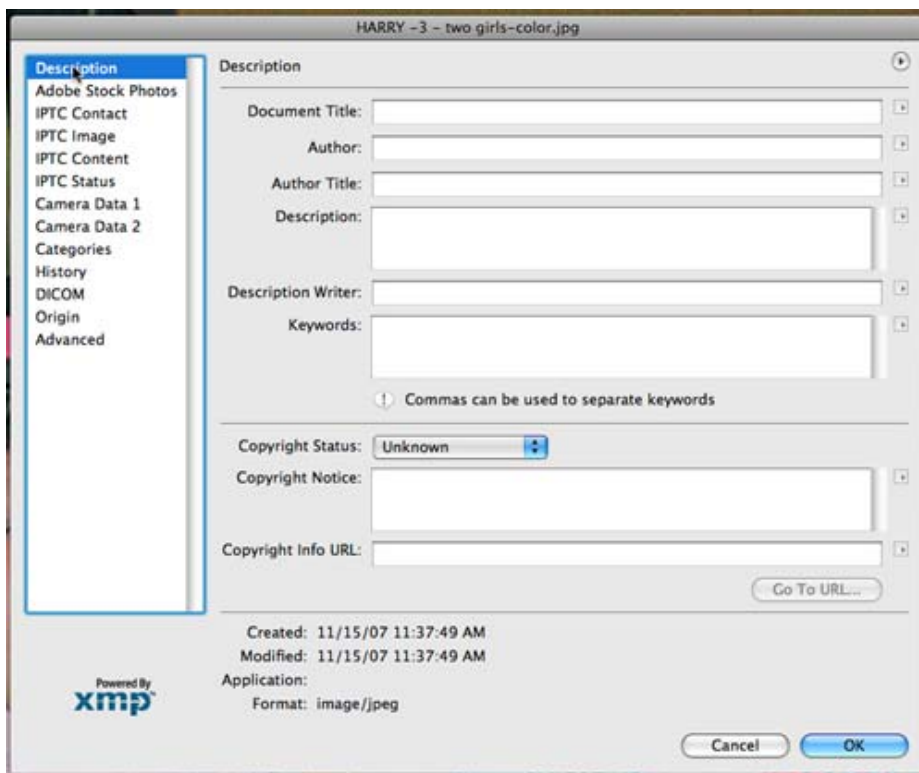 HARRY -3 - two girls-color.jpg
Description
Adobe Stock Photos
IPTC Contact
IPTC Image
IPTC Content
IPTC Status
Camera Data 1
Camera Data 2
Categories
History
DICOM
Origin
Advanced
Powered By
xmp
Description
Document Title:
Author:
Author Title:
Description:
Description Writer:
Keywords:
! Commas can be used to separate keywords
Copyright Status: Unknown
Copyright Notice:
Copyright Info URL:
Go To URL...
Created: 11/15/07 11:37:49 AM
Modified: 11/15/07 11:37:49 AM
Application:
Format: image/jpeg
Cancel OK